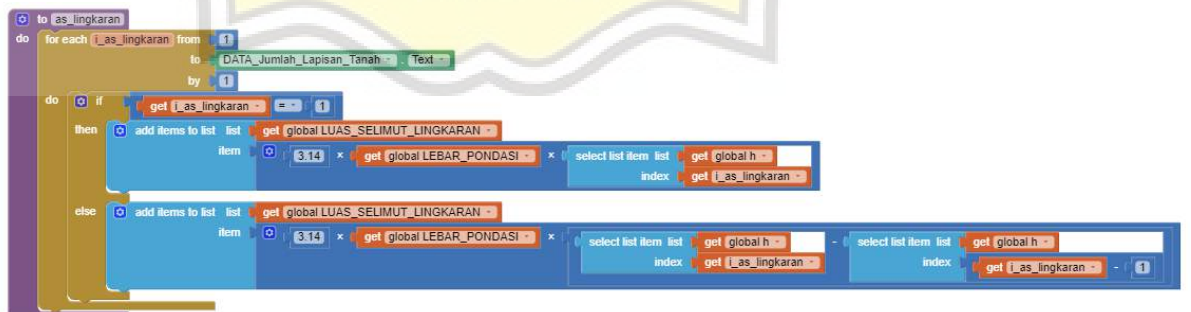 to as_lingkaran
do for each i_as_lingkaran from 1
to DATA_Jumlah_Lapisan_Tanah . Text
by 1
do if get i_as_lingkaran = 1
then add items to list list get global LUAS_SELIMUT_LINGKARAN
item 3.14 × get global LEBAR_PONDASI × select list item list get global h
index get i_as_lingkaran
else add items to list list get global LUAS_SELIMUT_LINGKARAN
item 3.14 × get global LEBAR_PONDASI × select list item list get global h - select list item list get global h
index get i_as_lingkaran index get i_as_lingkaran - 1